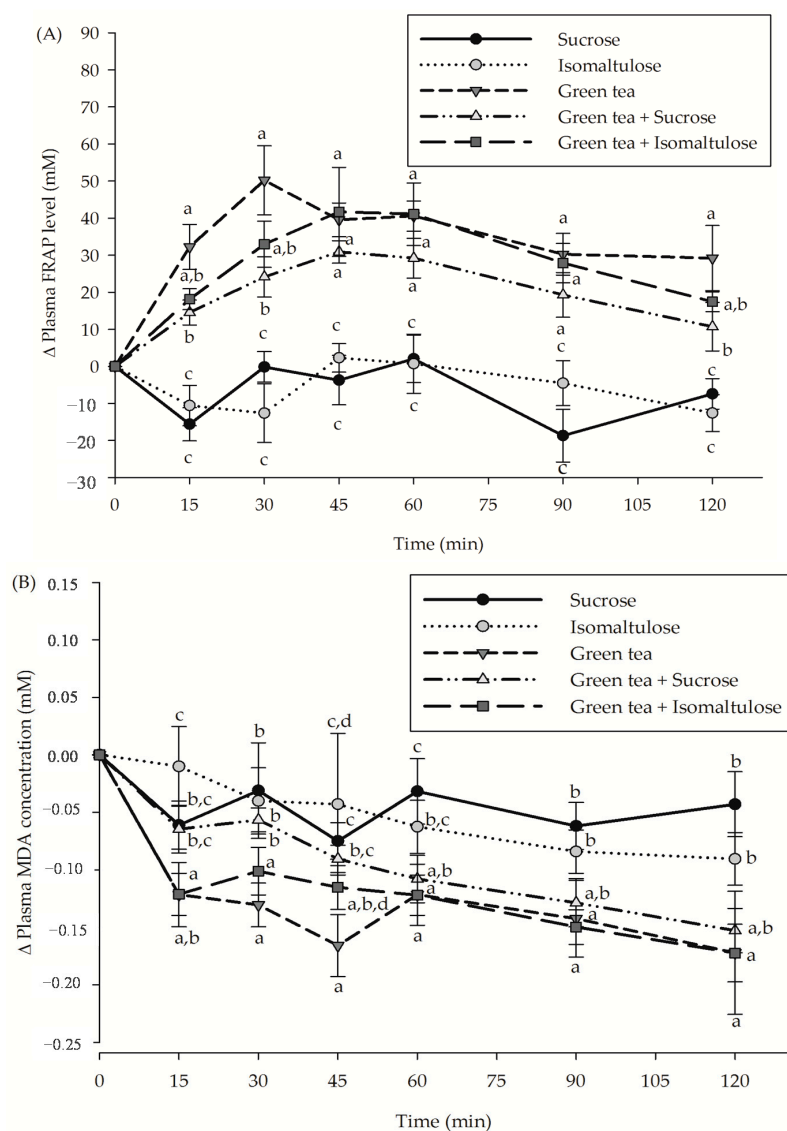 (A)
90
80
70
60
50
40
30
20
10
0
−10
−20
−30
Δ Plasma FRAP level (mM)
Sucrose
Isomaltulose
Green tea
Green tea + Sucrose
Green tea + Isomaltulose
a
a
a
a
a
a
a,b
a,b
a
a
a
a,b
b
b
a
a
a
b
c
c
c
c
c
c
c
c
c
c
c
c
0 15 30 45 60 75 90 105 120
Time (min)
(B)
0.15
0.10
0.05
0.00
−0.05
−0.10
−0.15
−0.20
−0.25
Δ Plasma MDA concentration (mM)
Sucrose
Isomaltulose
Green tea
Green tea + Sucrose
Green tea + Isomaltulose
c
b
c,d
c
b
b
b,c
b
c
b,c
b
b
b,c
b
b,c
a,b
a,b
a,b
a
a
a,b,d
a
a
a
a,b
a
a
a
a
0 15 30 45 60 75 90 105 120
Time (min)